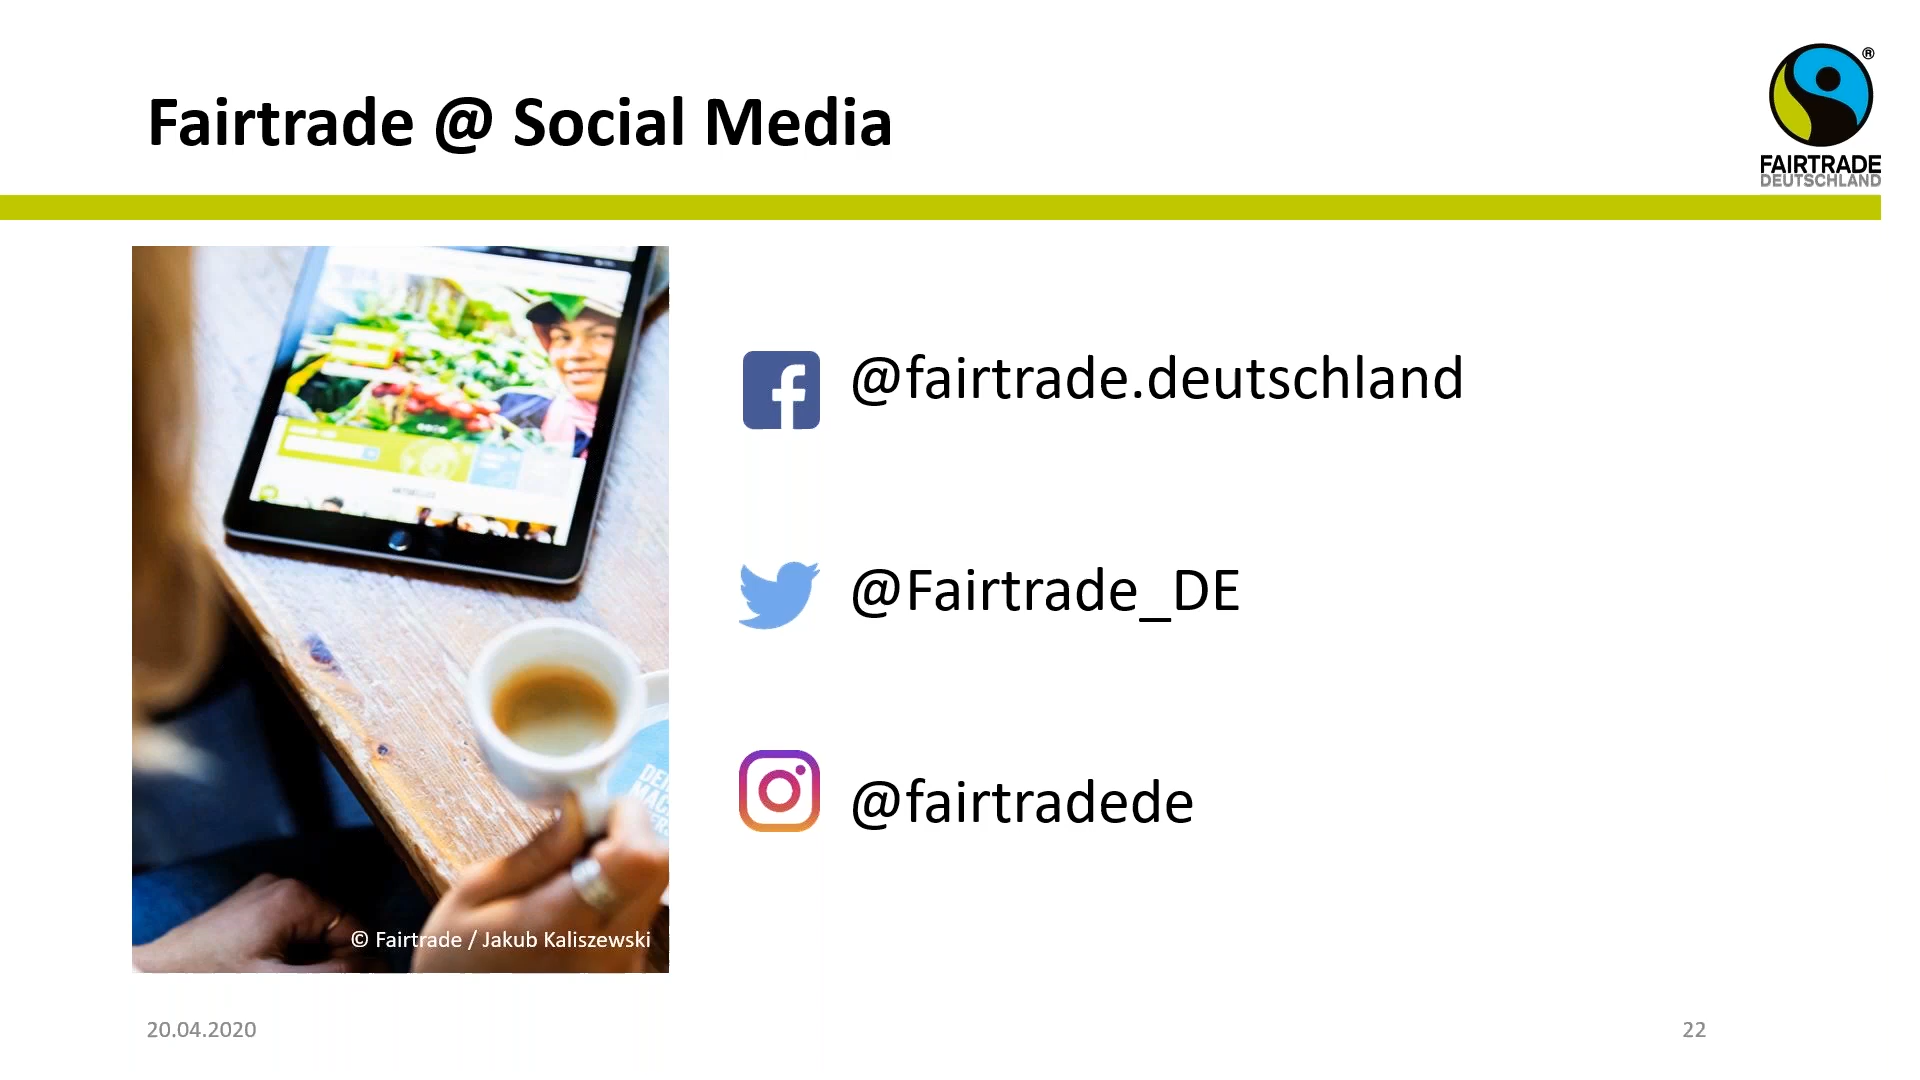 Fairtrade @ Social Media
®
FAIRTRADE
DEUTSCHLAND
@fairtrade.deutschland
@Fairtrade_DE
@fairtradede
© Fairtrade / Jakub Kaliszewski
20.04.2020
22